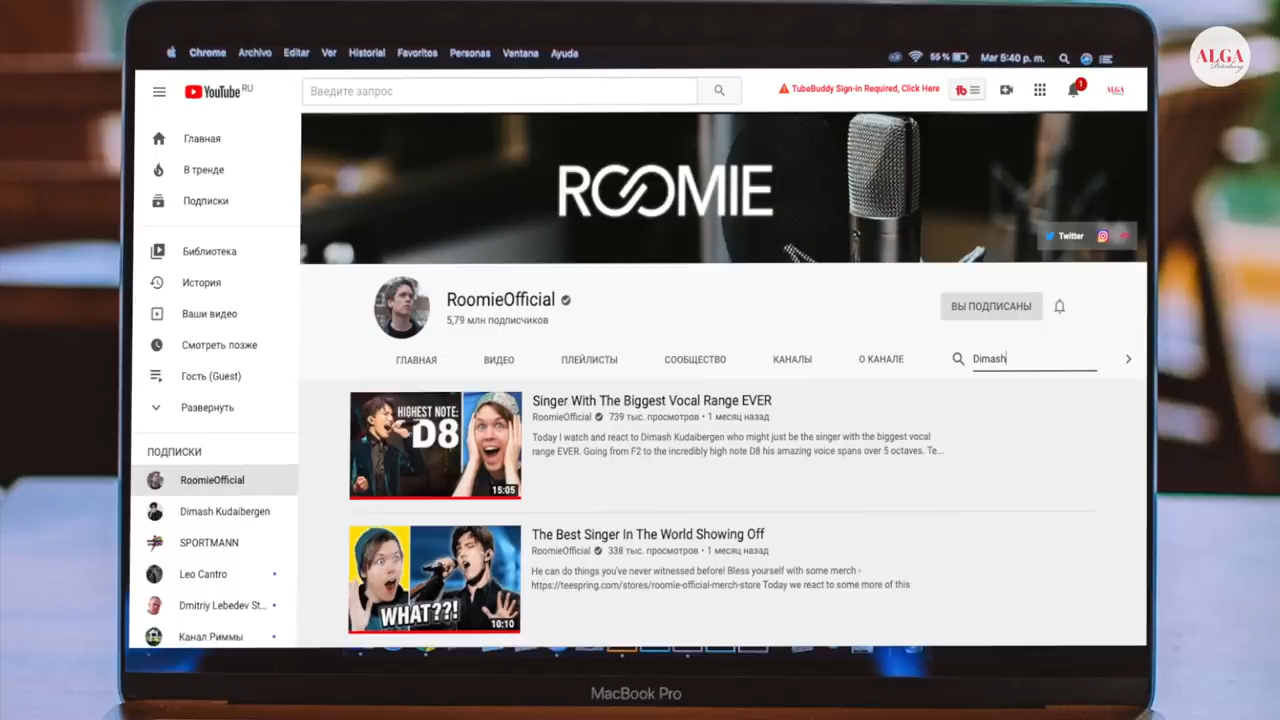 Chrome Archivo Editar Ver Historial Favoritos Personas Ventana Ayuda
55 % Mar 5:40 p. m.
ALGA
Petersburg
YouTube RU
Введите запрос
TubeBuddy Sign-in Required, Click Here
tb
1
ALGA
Главная
В тренде
Подписки
Библиотека
История
Ваши видео
Смотреть позже
Гость (Guest)
Развернуть
ПОДПИСКИ
RoomieOfficial
Dimash Kudaibergen
SPORTMANN
Leo Cantro
Dmitriy Lebedev St...
Канал Риммы
ROOMIE
Twitter
RoomieOfficial
5,79 млн подписчиков
ВЫ ПОДПИСАНЫ
ГЛАВНАЯ ВИДЕО ПЛЕЙЛИСТЫ СООБЩЕСТВО КАНАЛЫ О КАНАЛЕ Dimash
HIGHEST NOTE:
D8
15:05
Singer With The Biggest Vocal Range EVER
RoomieOfficial 739 тыс. просмотров • 1 месяц назад
Today I watch and react to Dimash Kudaibergen who might just be the singer with the biggest vocal
range EVER. Going from F2 to the incredibly high note D8 his amazing voice spans over 5 octaves. Te...
WHAT??!
10:10
The Best Singer In The World Showing Off
RoomieOfficial 338 тыс. просмотров • 1 месяц назад
He can do things you've never witnessed before! Bless yourself with some merch -
https://teespring.com/stores/roomie-official-merch-store Today we react to some more of this
MacBook Pro